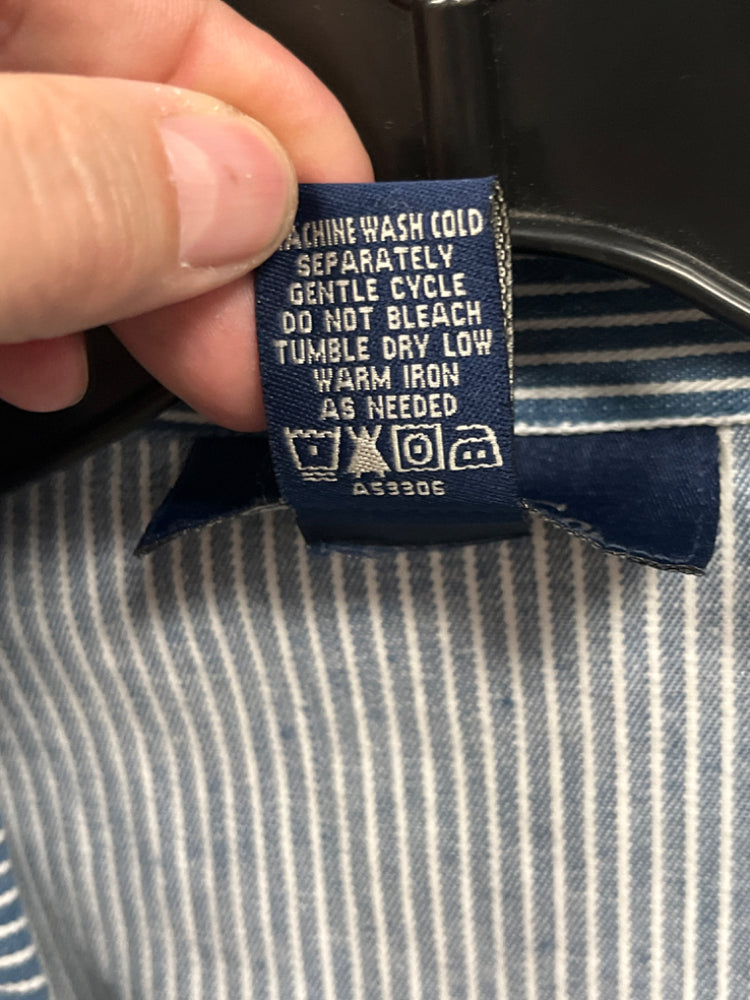 MACHINE WASH COLD
SEPARATELY
GENTLE CYCLE
DO NOT BLEACH
TUMBLE DRY LOW
WARM IRON
AS NEEDED
A53306